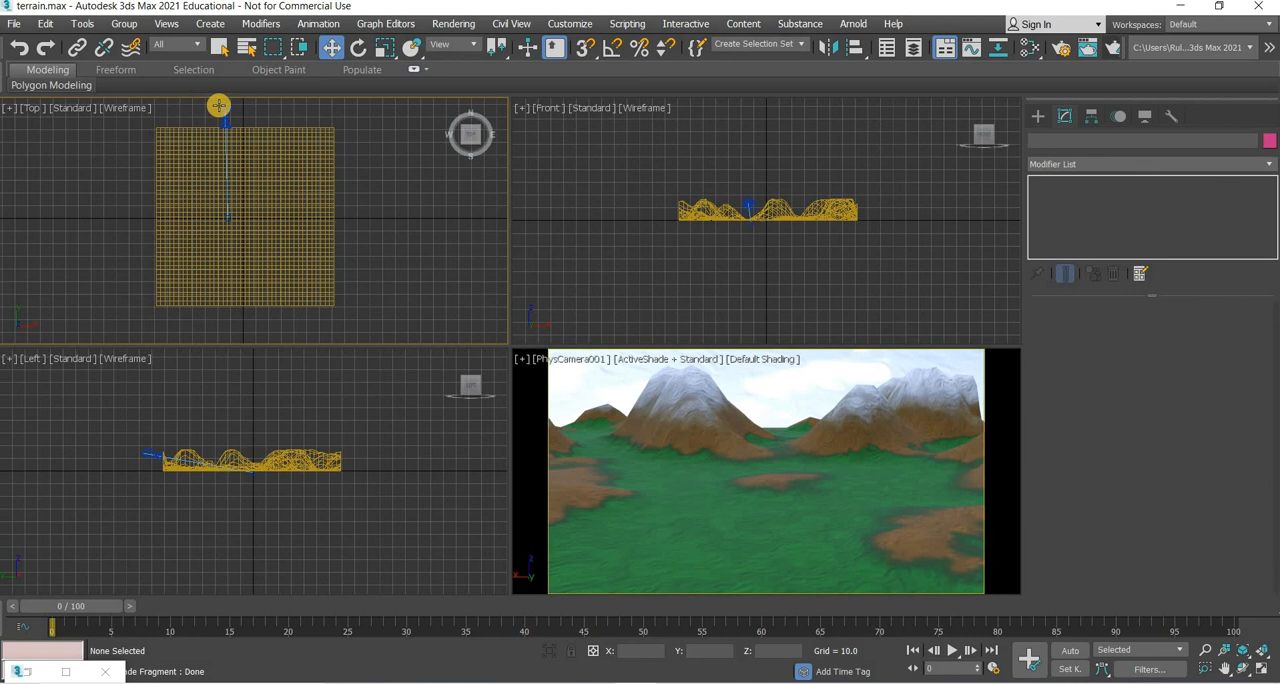 terrain.max - Autodesk 3ds Max 2021 Educational - Not for Commercial Use
File Edit Tools Group Views Create Modifiers Animation Graph Editors Rendering Civil View Customize Scripting Interactive Content Substance Arnold Help Sign In Workspaces: Default
All View Create Selection Set C:\Users\Rul...3ds Max 2021
Modeling Freeform Selection Object Paint Populate
Polygon Modeling
[+] [Top ] [Standard ] [Wireframe ] [+] [Front ] [Standard ] [Wireframe ]
N
W TOP E
S
Modifier List
[+] [Left ] [Standard ] [Wireframe ] [+] [PhysCamera001 ] [ActiveShade + Standard ] [Default Shading ]
< 0 / 100 >
0 5 10 15 20 25 30 35 40 45 50 55 60 65 70 75 80 85 90 95 100
None Selected X: Y: Z: Grid = 10.0 Auto Selected
de Fragment : Done Add Time Tag 0 Set K. Filters...